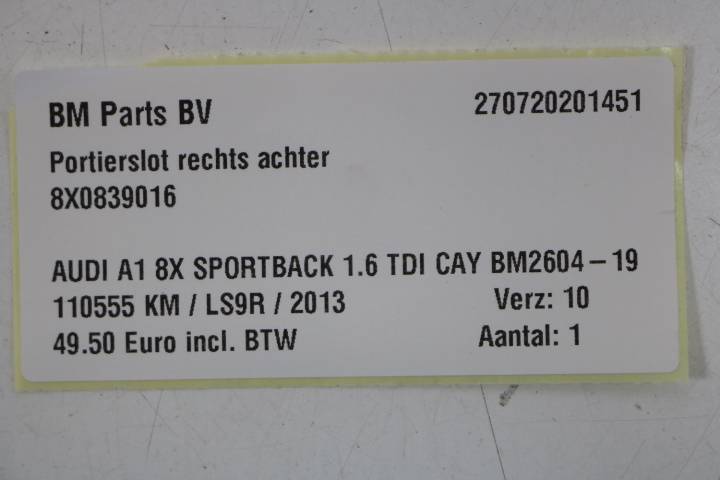 BM Parts BV 270720201451
Portierslot rechts achter
8X0839016
AUDI A1 8X SPORTBACK 1.6 TDI CAY BM2604-19
110555 KM / LS9R / 2013 Verz: 10
49.50 Euro incl. BTW Aantal: 1